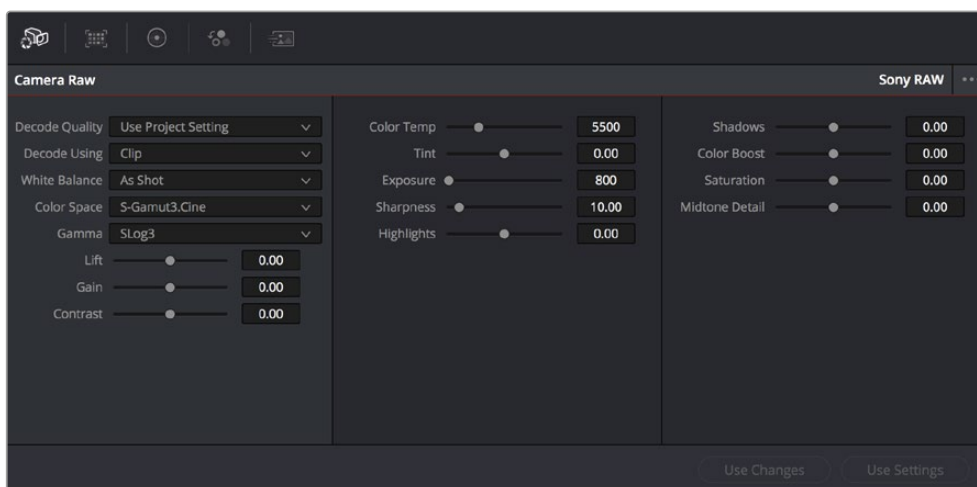 Camera Raw
Sony RAW
Decode Quality Use Project Setting
Decode Using Clip
White Balance As Shot
Color Space S-Gamut3.Cine
Gamma SLog3
Lift 0.00
Gain 0.00
Contrast 0.00
Color Temp 5500
Tint 0.00
Exposure 800
Sharpness 10.00
Highlights 0.00
Shadows 0.00
Color Boost 0.00
Saturation 0.00
Midtone Detail 0.00
Use Changes
Use Settings